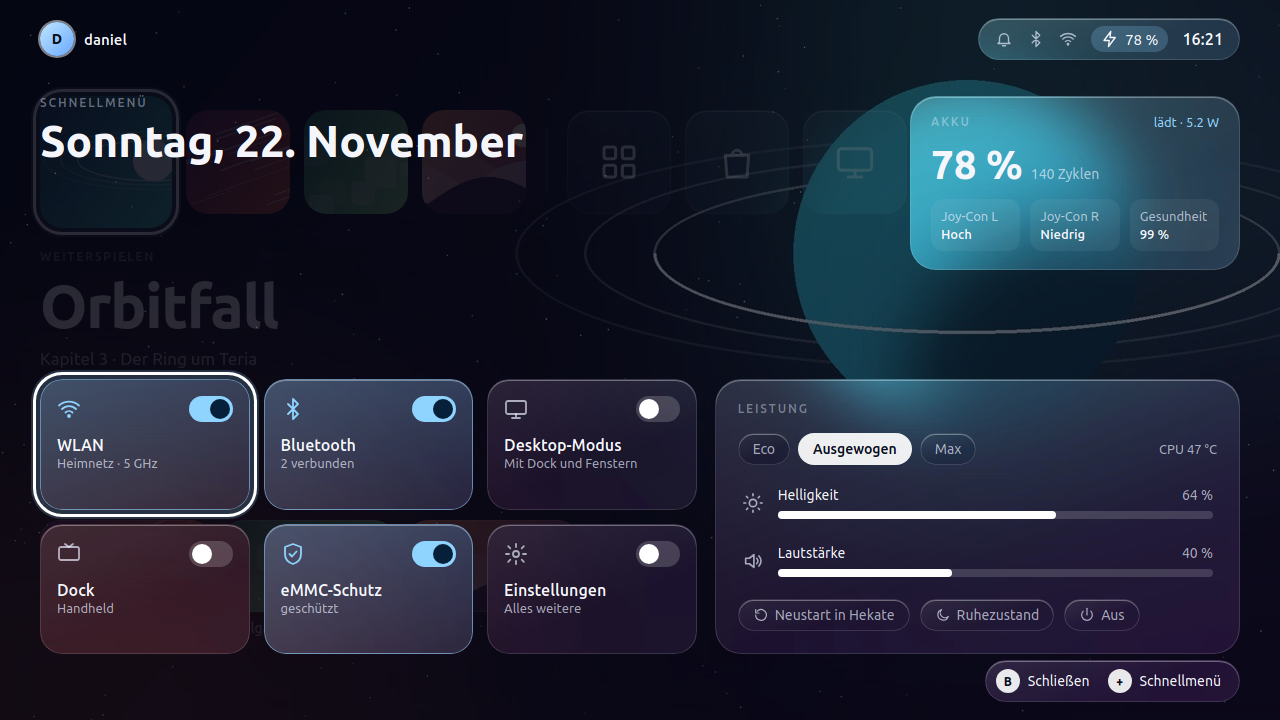 D daniel
78 % 16:21
SCHNELLMENÜ
Sonntag, 22. November
AKKU lädt · 5.2 W
78 % 140 Zyklen
Joy-Con L Joy-Con R Gesundheit
Hoch Niedrig 99 %
WEITERSPIELEN
Orbitfall
Kapitel 3 · Der Ring um Teria
WLAN
Heimnetz · 5 GHz
Bluetooth
2 verbunden
Desktop-Modus
Mit Dock und Fenstern
Dock
Handheld
eMMC-Schutz
geschützt
Einstellungen
Alles weitere
LEISTUNG
Eco Ausgewogen Max CPU 47 °C
Helligkeit 64 %
Lautstärke 40 %
Neustart in Hekate Ruhezustand Aus
B Schließen + Schnellmenü